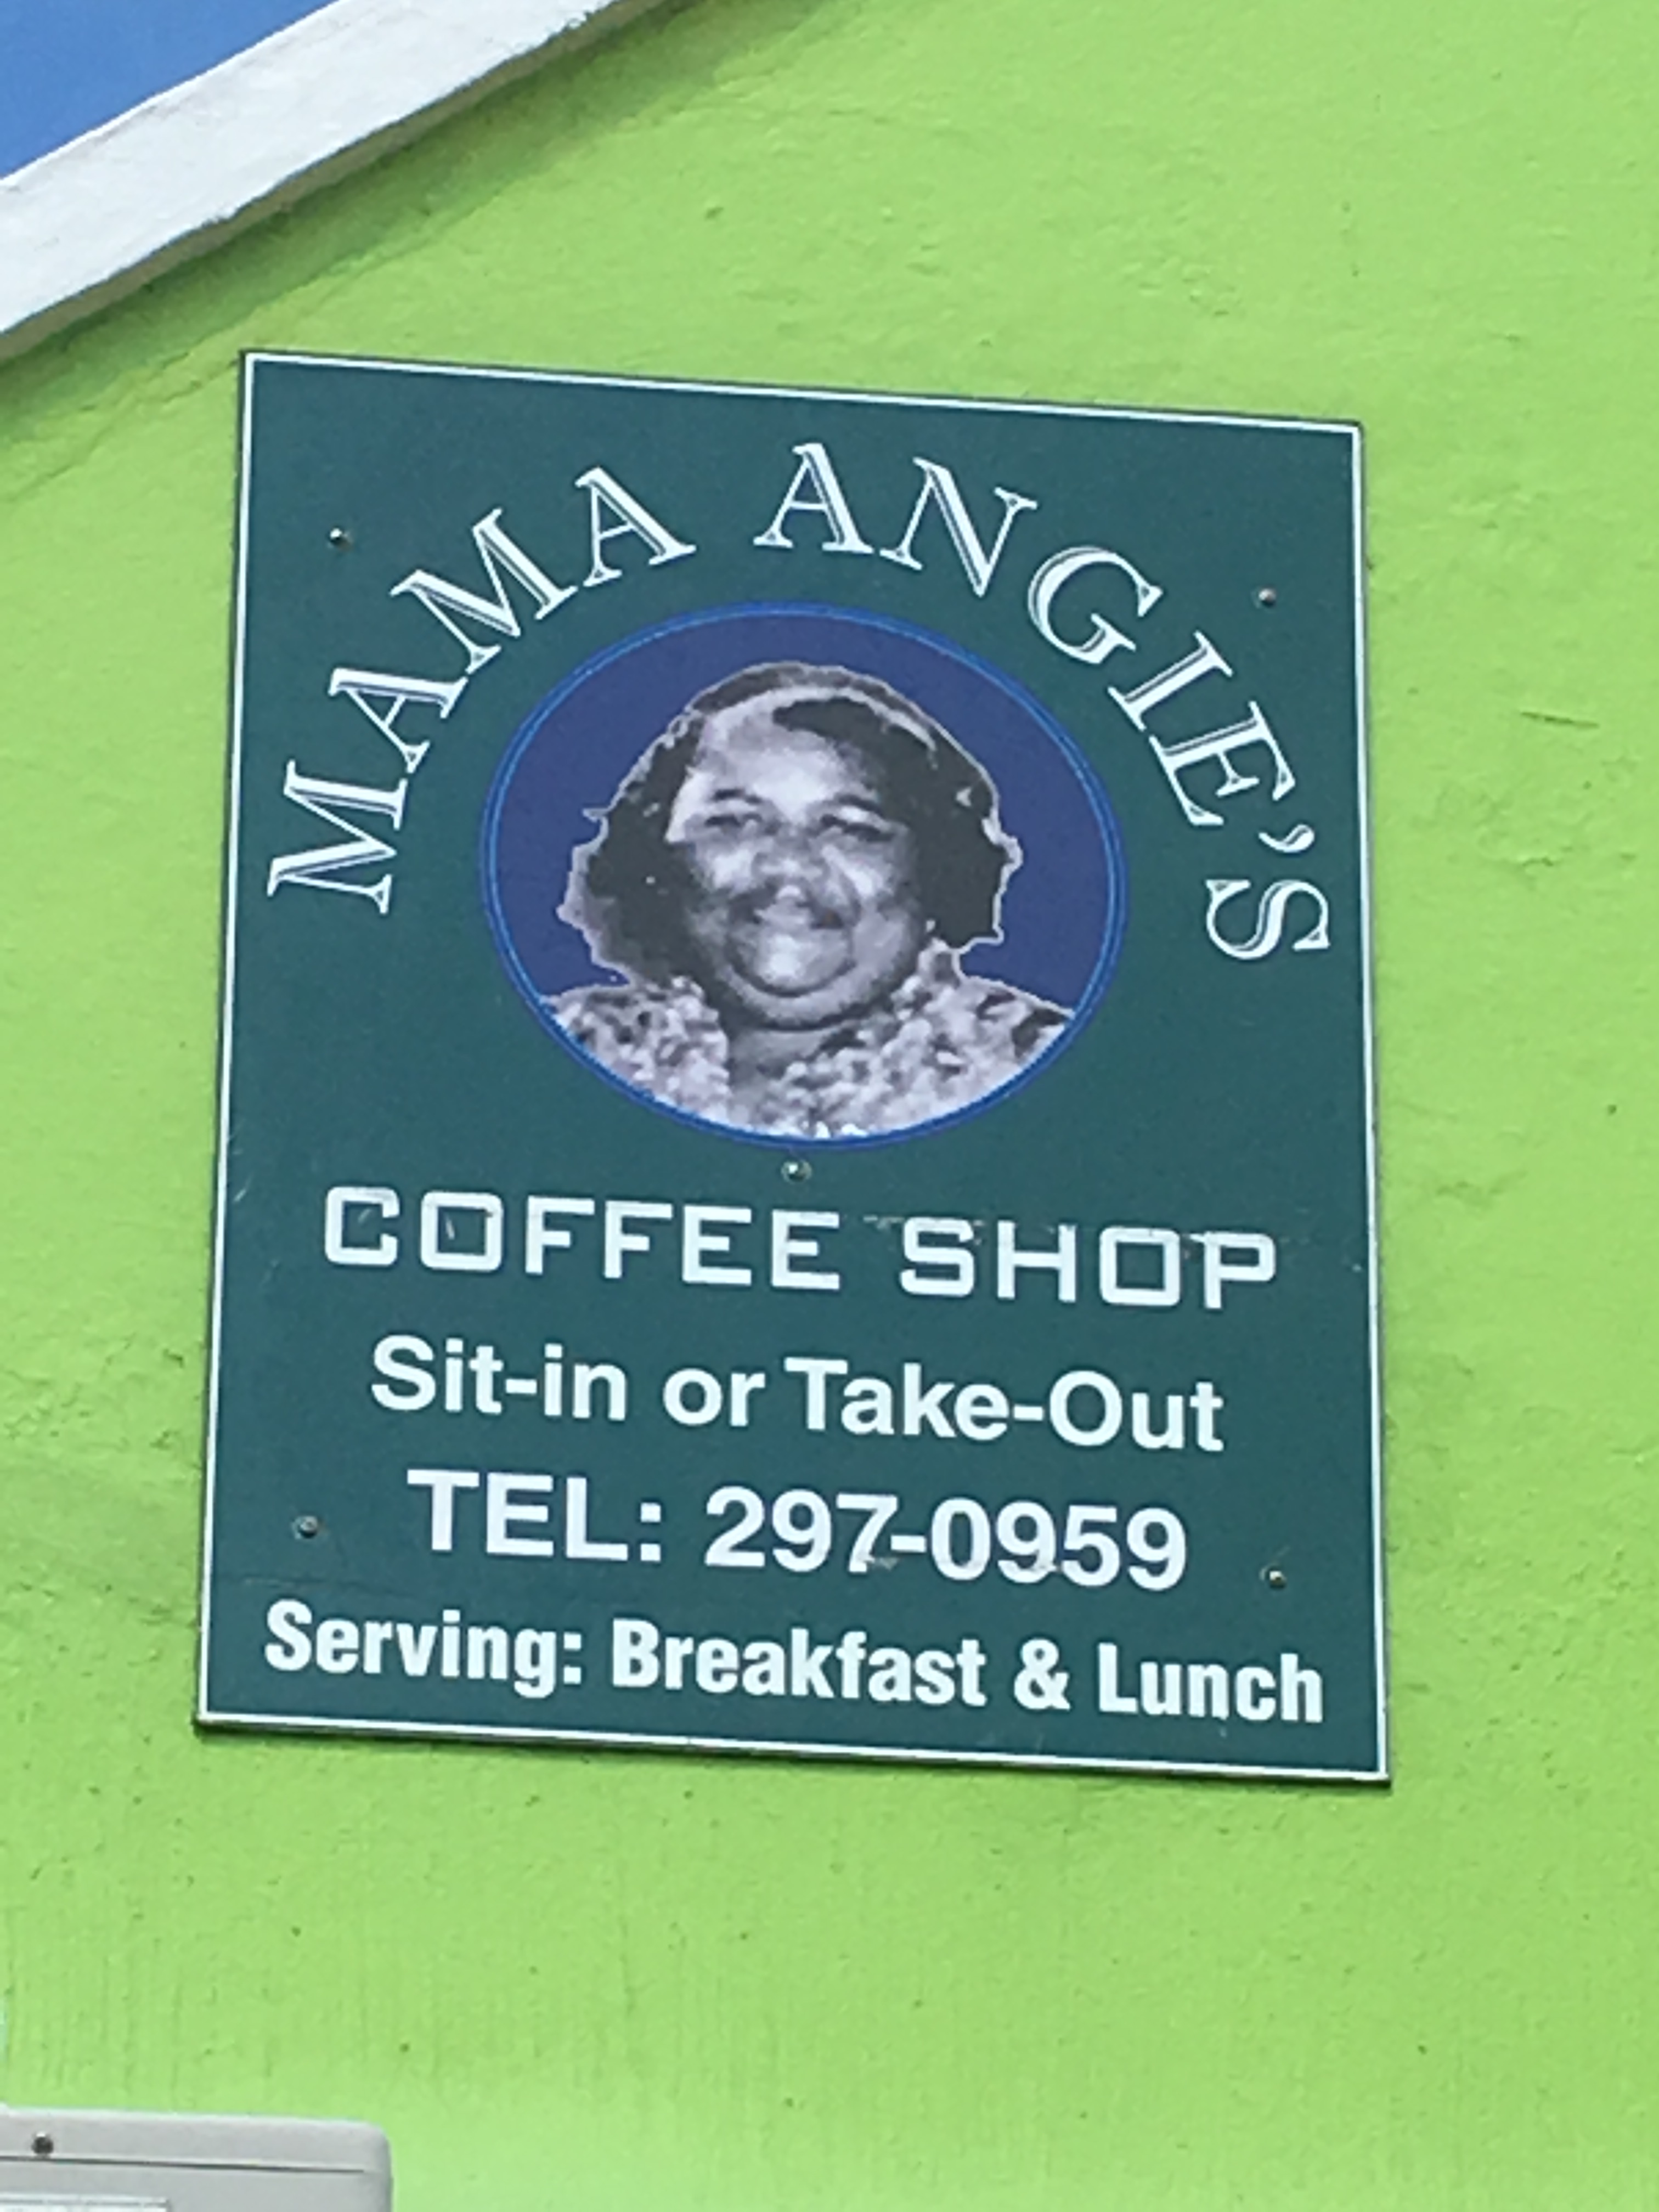 MAMA ANGIE'S
COFFEE SHOP
Sit-in or Take-Out
TEL: 297-0959
Serving: Breakfast & Lunch